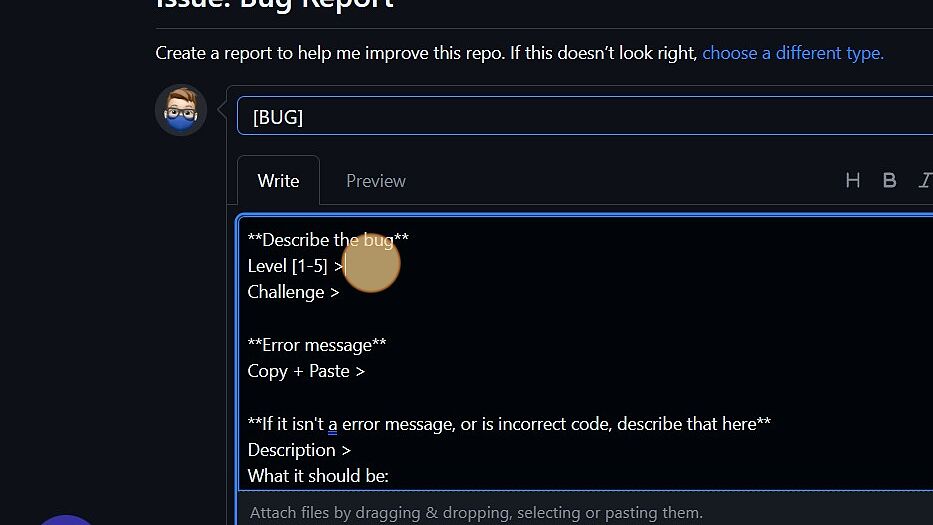 Issue: Bug Report
Create a report to help me improve this repo. If this doesn’t look right, choose a different type.
[BUG]
Write Preview H B I
**Describe the bug**
Level [1-5] >
Challenge >
**Error message**
Copy + Paste >
**If it isn't a error message, or is incorrect code, describe that here**
Description >
What it should be:
Attach files by dragging & dropping, selecting or pasting them.